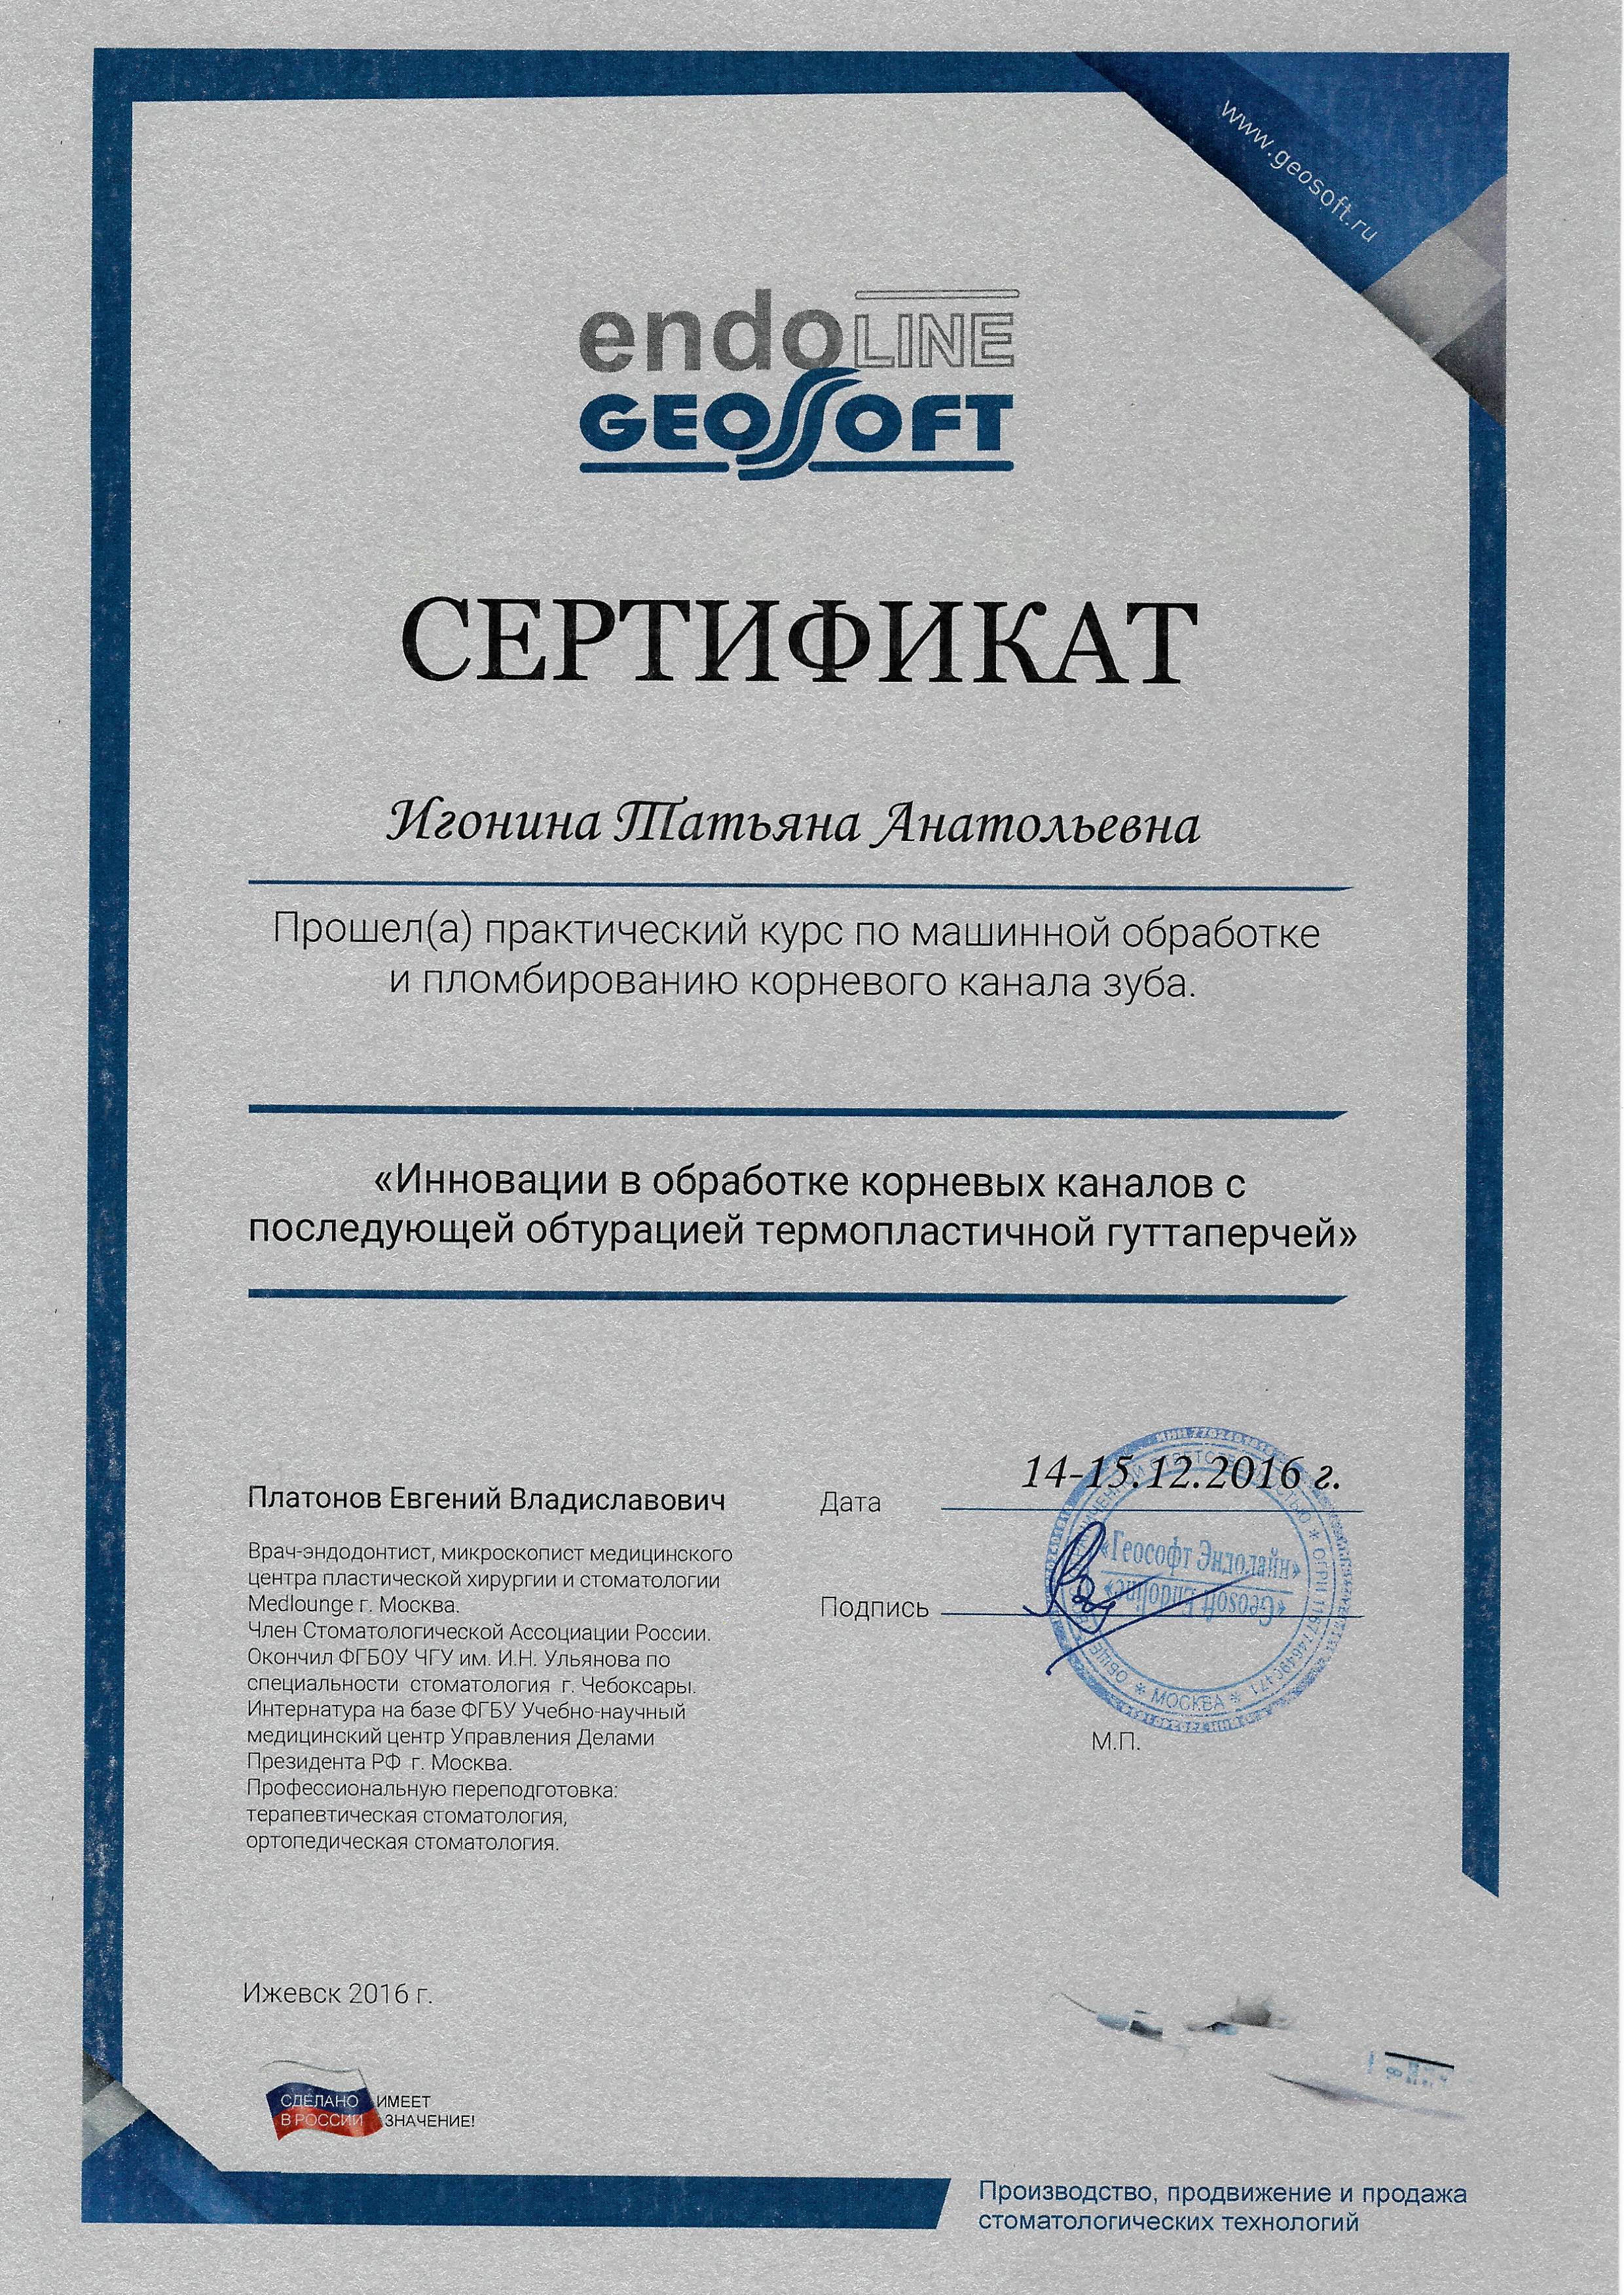 www.geosoft.ru
endoLINE
GEOSOFT
СЕРТИФИКАТ
Игонина Татьяна Анатольевна
Прошел(а) практический курс по машинной обработке
и пломбированию корневого канала зуба.
«Инновации в обработке корневых каналов с
последующей обтурацией термопластичной гуттаперчей»
Платонов Евгений Владиславович
Врач-эндодонтист, микроскопист медицинского
центра пластической хирургии и стоматологии
Medlounge г. Москва.
Член Стоматологической Ассоциации России.
Окончил ФГБОУ ЧГУ им. И.Н. Ульянова по
специальности стоматология г. Чебоксары.
Интернатура на базе ФГБУ Учебно-научный
медицинский центр Управления Делами
Президента РФ г. Москва.
Профессиональную переподготовка:
терапевтическая стоматология,
ортопедическая стоматология.
Дата 14-15.12.2016 г.
Подпись
«Геософт Эндолайн»
«Geosoft Endoline»
* МОСКВА *
М.П.
Ижевск 2016 г.
СДЕЛАНО ИМЕЕТ
В РОССИИ ЗНАЧЕНИЕ!
Производство, продвижение и продажа
стоматологических технологий